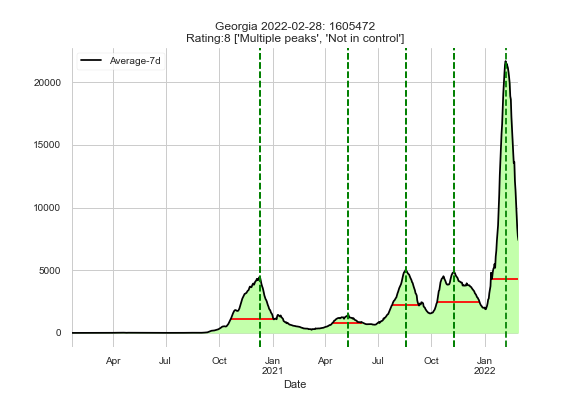 Georgia 2022-02-28: 1605472
Rating:8 ['Multiple peaks', 'Not in control']
Average-7d
20000
15000
10000
5000
0
Apr Jul Oct Jan Apr Jul Oct Jan
2021 2022
Date